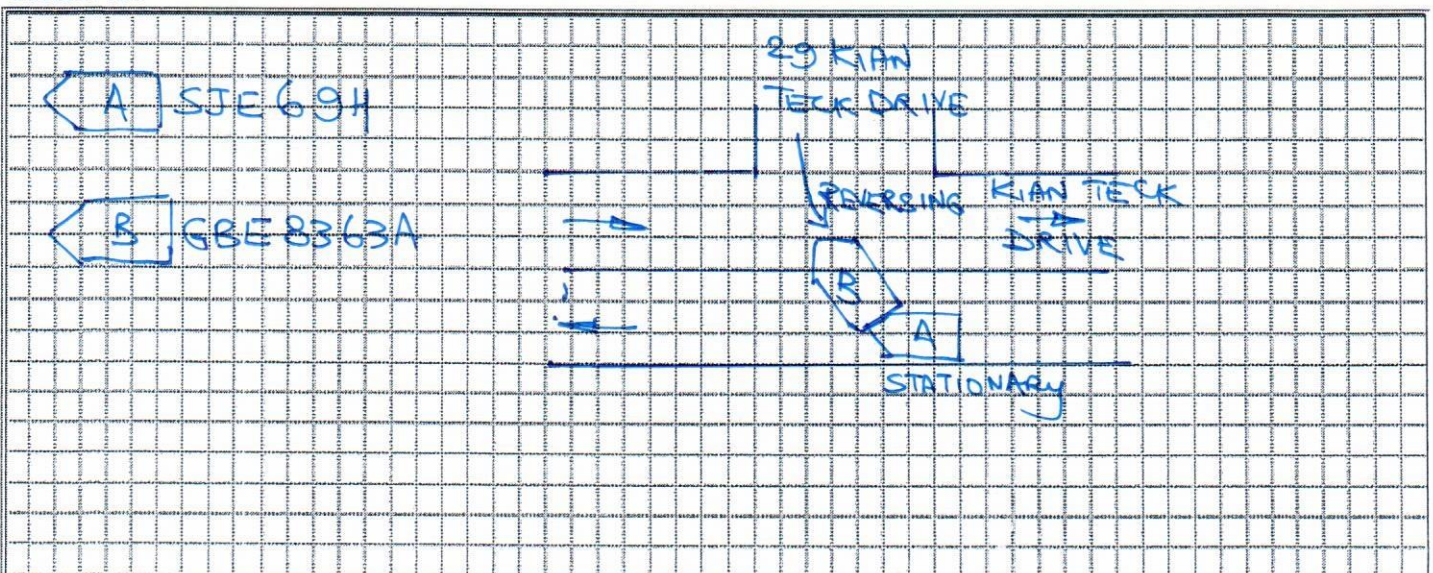 A SJE69H
B GBE8363A
29 KIAN
TECK DRIVE
REVERSING
KIAN TECK
DRIVE
B
A
STATIONARY